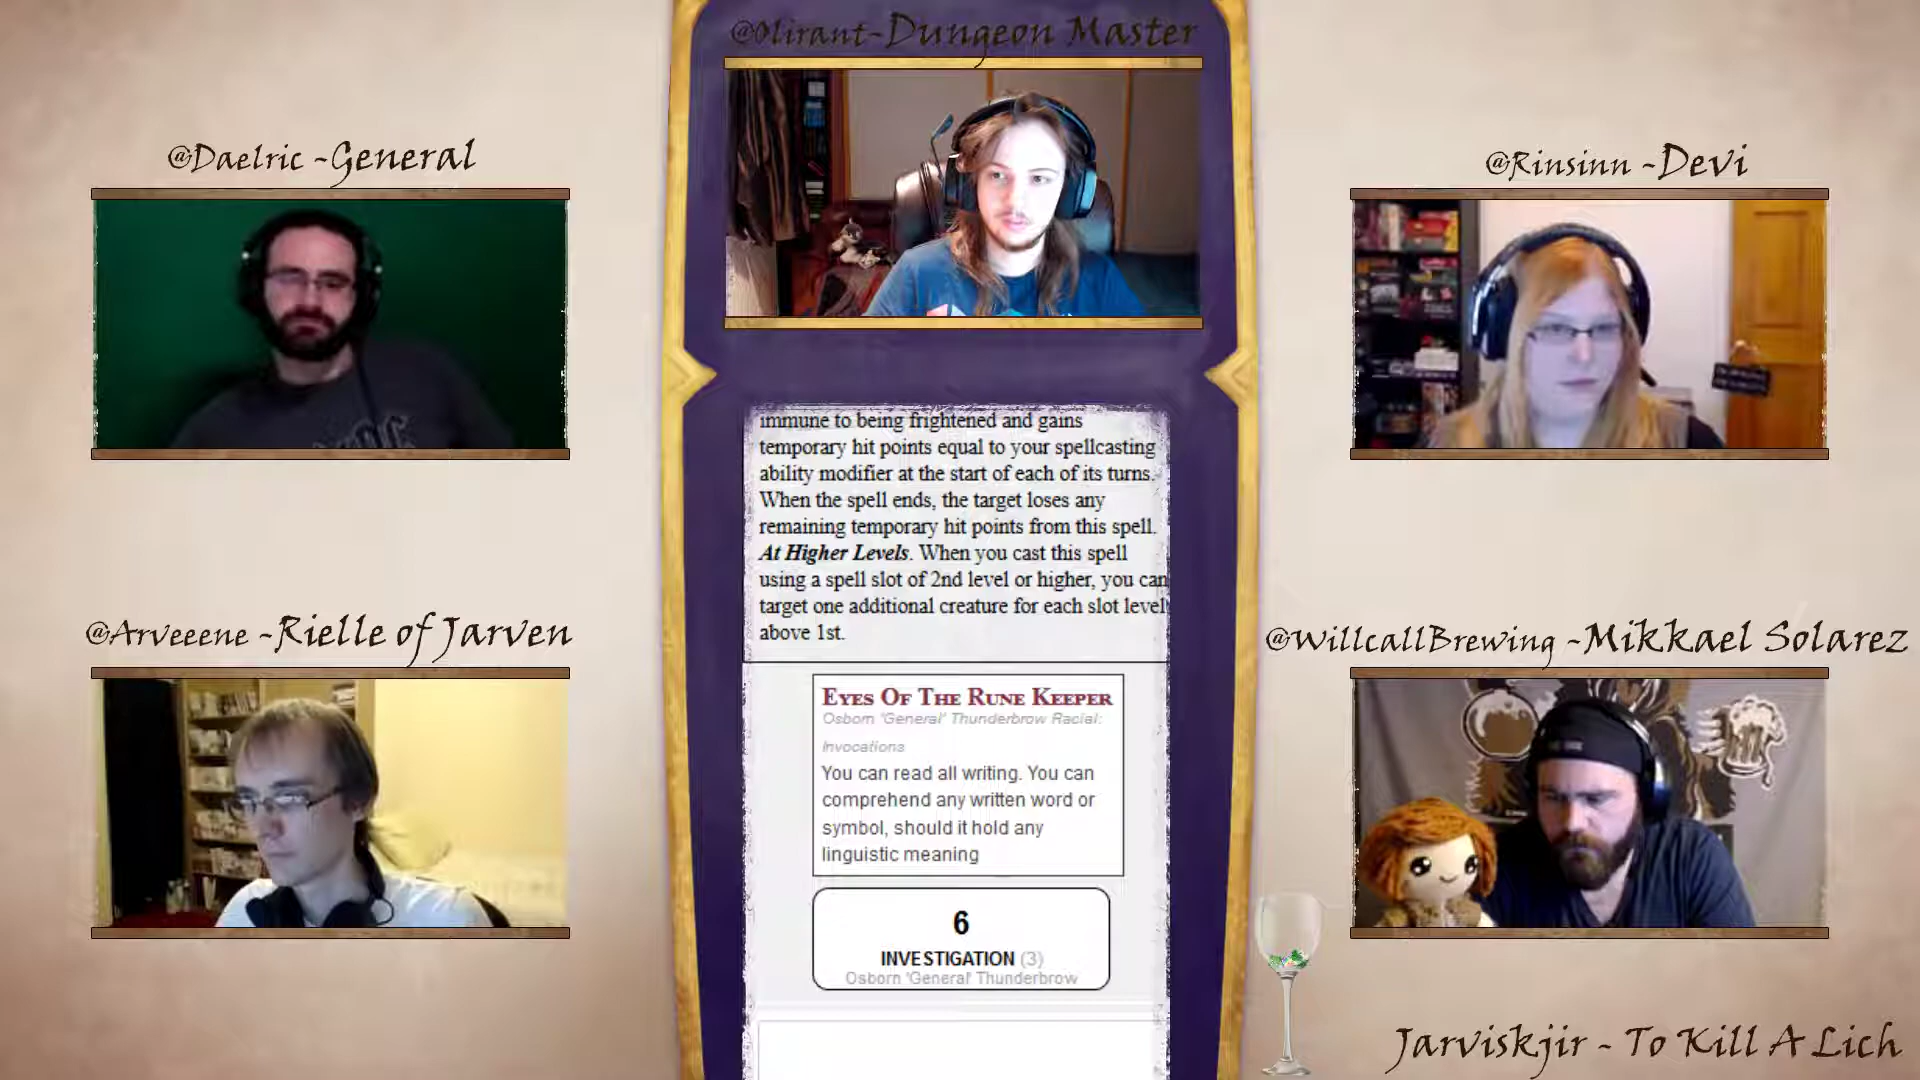 @Olirant-Dungeon Master
@Daelric -General
@Rinsinn -Devi
immune to being frightened and gains
temporary hit points equal to your spellcasting
ability modifier at the start of each of its turns.
When the spell ends, the target loses any
remaining temporary hit points from this spell.
At Higher Levels. When you cast this spell
using a spell slot of 2nd level or higher, you can
target one additional creature for each slot level
above 1st.
@Arveeene -Rielle of Jarven
@WillcallBrewing -Mikkael Solarez
Eyes Of The Rune Keeper
Osborn 'General' Thunderbrow Racial:
Invocations
You can read all writing. You can
comprehend any written word or
symbol, should it hold any
linguistic meaning
6
INVESTIGATION (3)
Osborn 'General' Thunderbrow
Jarviskjir - To Kill A Lich